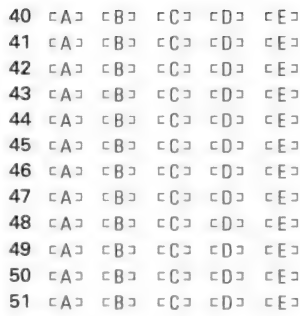 40 [A] [B] [C] [D] [E]
41 [A] [B] [C] [D] [E]
42 [A] [B] [C] [D] [E]
43 [A] [B] [C] [D] [E]
44 [A] [B] [C] [D] [E]
45 [A] [B] [C] [D] [E]
46 [A] [B] [C] [D] [E]
47 [A] [B] [C] [D] [E]
48 [A] [B] [C] [D] [E]
49 [A] [B] [C] [D] [E]
50 [A] [B] [C] [D] [E]
51 [A] [B] [C] [D] [E]